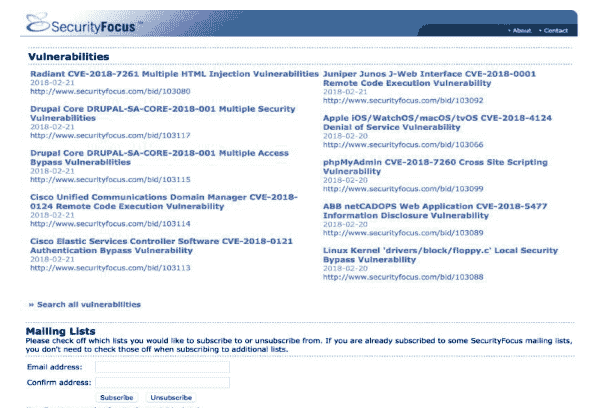 SecurityFocus™
About Contact
Vulnerabilities
Radiant CVE-2018-7261 Multiple HTML Injection Vulnerabilities
2018-02-21
http://www.securityfocus.com/bid/103080
Drupal Core DRUPAL-SA-CORE-2018-001 Multiple Security
Vulnerabilities
2018-02-21
http://www.securityfocus.com/bid/103117
Drupal Core DRUPAL-SA-CORE-2018-001 Multiple Access
Bypass Vulnerabilities
2018-02-21
http://www.securityfocus.com/bid/103115
Cisco Unified Communications Domain Manager CVE-2018-
0124 Remote Code Execution Vulnerability
2018-02-21
http://www.securityfocus.com/bid/103114
Cisco Elastic Services Controller Software CVE-2018-0121
Authentication Bypass Vulnerability
2018-02-21
http://www.securityfocus.com/bid/103113
Juniper Junos J-Web Interface CVE-2018-0001
Remote Code Execution Vulnerability
2018-02-21
http://www.securityfocus.com/bid/103092
Apple iOS/WatchOS/macOS/tvOS CVE-2018-4124
Denial of Service Vulnerability
2018-02-20
http://www.securityfocus.com/bid/103066
phpMyAdmin CVE-2018-7260 Cross Site Scripting
Vulnerability
2018-02-20
http://www.securityfocus.com/bid/103099
ABB netCADOPS Web Application CVE-2018-5477
Information Disclosure Vulnerability
2018-02-20
http://www.securityfocus.com/bid/103089
Linux Kernel 'drivers/block/floppy.c' Local Security
Bypass Vulnerability
2018-02-20
http://www.securityfocus.com/bid/103088
» Search all vulnerabilities
Mailing Lists
Please check off which lists you would like to subscribe to or unsubscribe from. If you are already subscribed to some SecurityFocus mailing lists,
you don't need to check those off when subscribing to additional lists.
Email address:
Confirm address:
Subscribe Unsubscribe